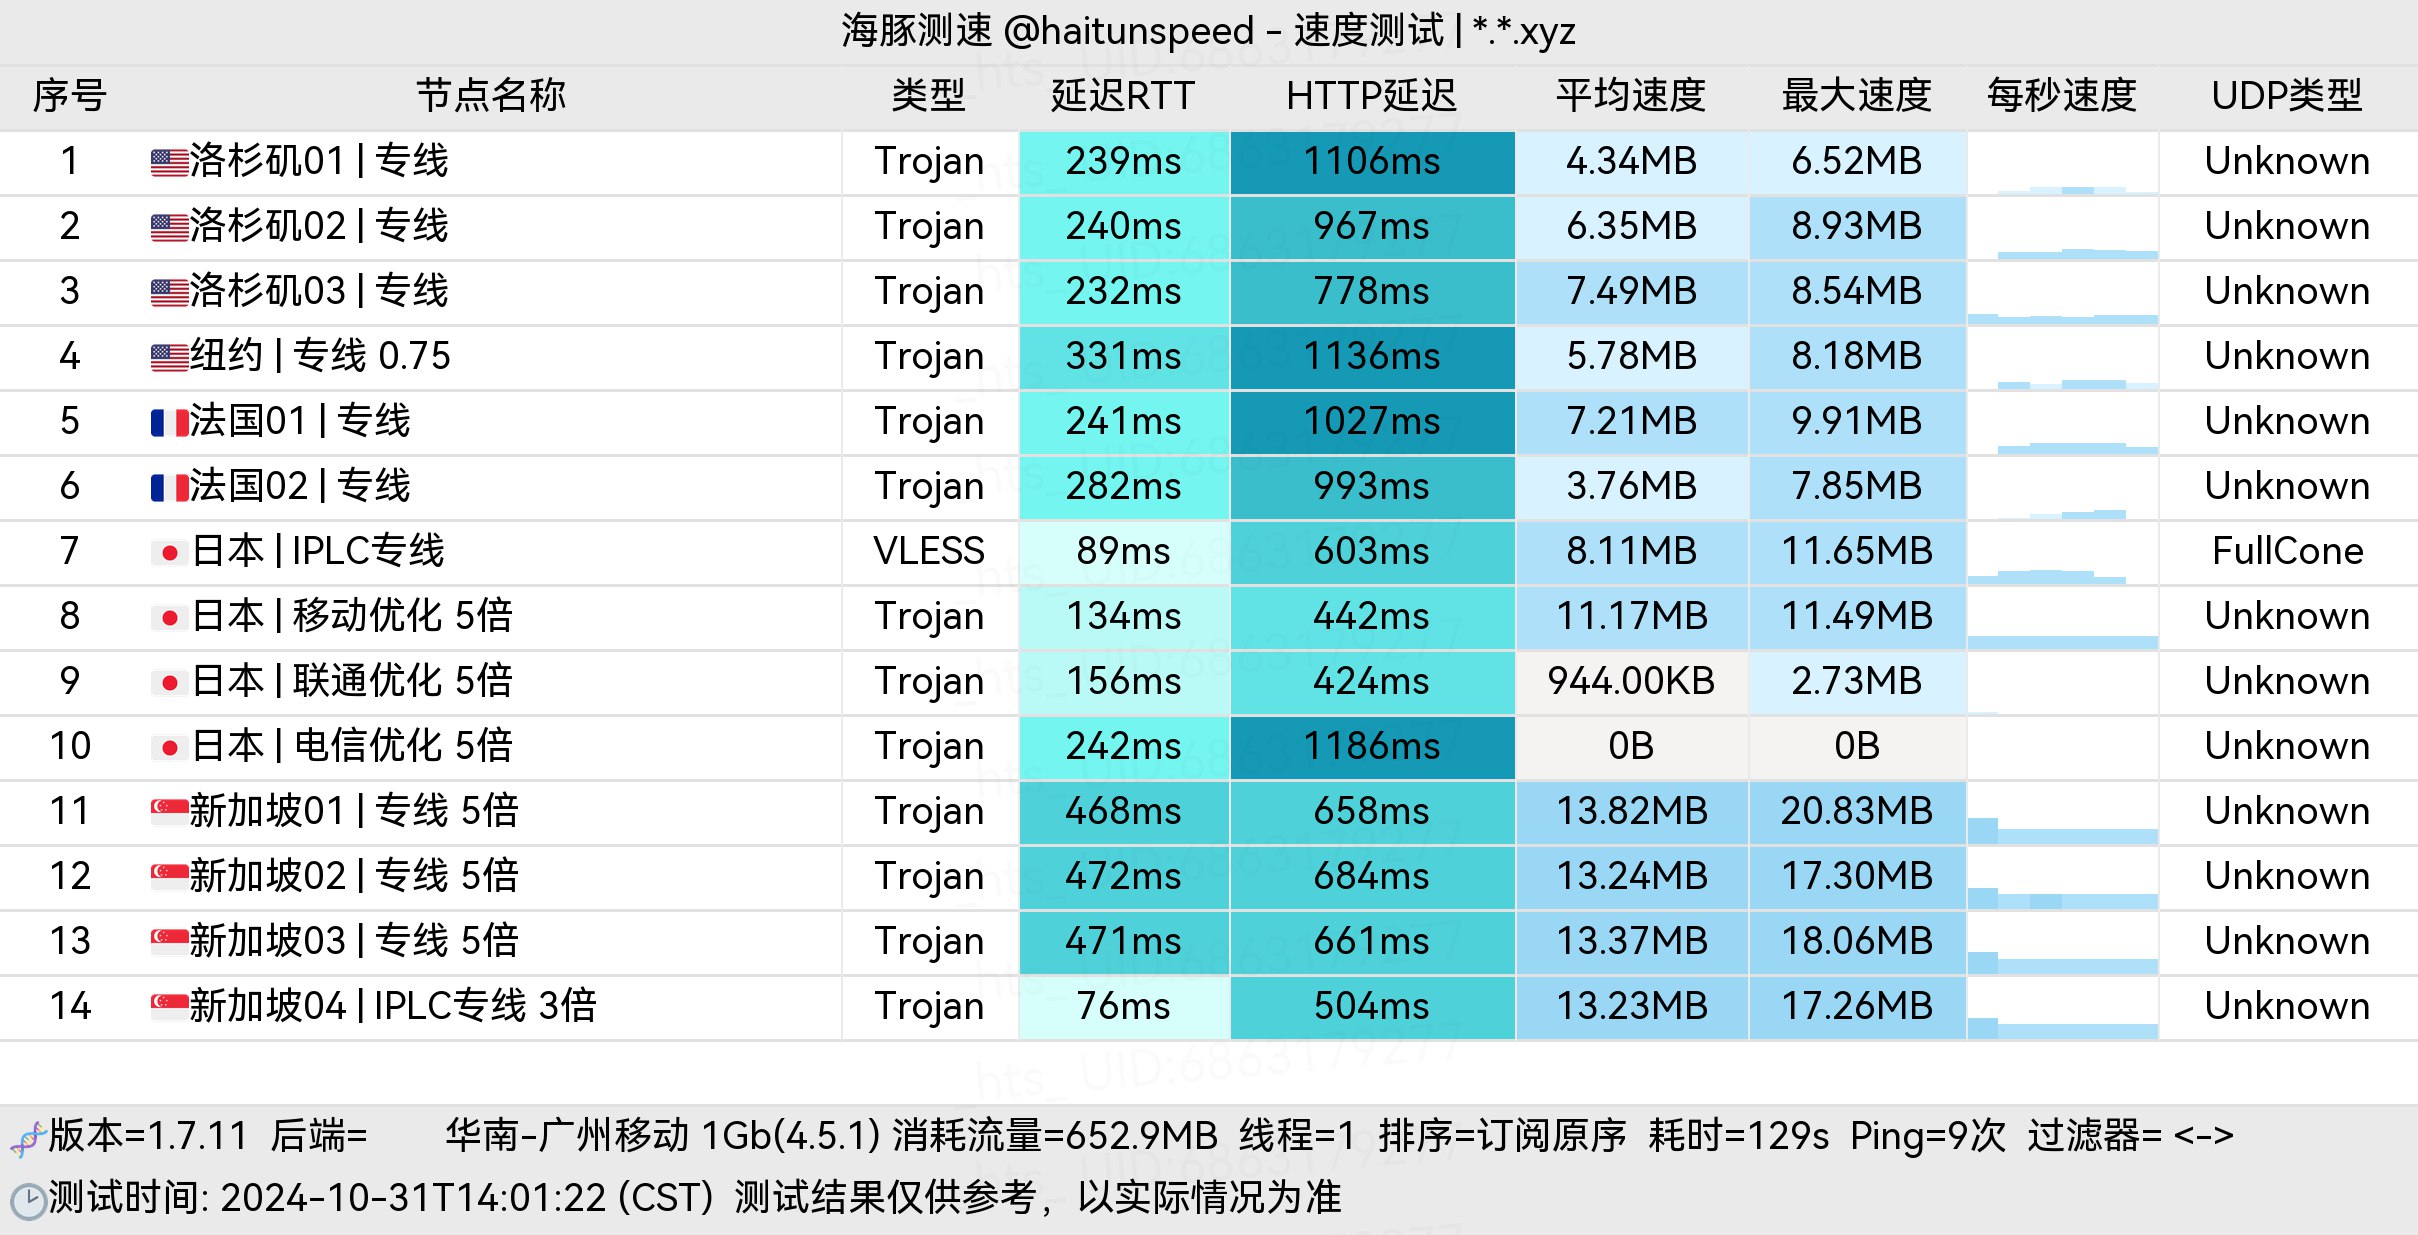 海豚测速 @haitunspeed - 速度测试 | *.*.xyz
序号 节点名称 类型 延迟RTT HTTP延迟 平均速度 最大速度 每秒速度 UDP类型
1 洛杉矶01 | 专线 Trojan 239ms 1106ms 4.34MB 6.52MB Unknown
2 洛杉矶02 | 专线 Trojan 240ms 967ms 6.35MB 8.93MB Unknown
3 洛杉矶03 | 专线 Trojan 232ms 778ms 7.49MB 8.54MB Unknown
4 纽约 | 专线 0.75 Trojan 331ms 1136ms 5.78MB 8.18MB Unknown
5 法国01 | 专线 Trojan 241ms 1027ms 7.21MB 9.91MB Unknown
6 法国02 | 专线 Trojan 282ms 993ms 3.76MB 7.85MB Unknown
7 日本 | IPLC专线 VLESS 89ms 603ms 8.11MB 11.65MB FullCone
8 日本 | 移动优化 5倍 Trojan 134ms 442ms 11.17MB 11.49MB Unknown
9 日本 | 联通优化 5倍 Trojan 156ms 424ms 944.00KB 2.73MB Unknown
10 日本 | 电信优化 5倍 Trojan 242ms 1186ms 0B 0B Unknown
11 新加坡01 | 专线 5倍 Trojan 468ms 658ms 13.82MB 20.83MB Unknown
12 新加坡02 | 专线 5倍 Trojan 472ms 684ms 13.24MB 17.30MB Unknown
13 新加坡03 | 专线 5倍 Trojan 471ms 661ms 13.37MB 18.06MB Unknown
14 新加坡04 | IPLC专线 3倍 Trojan 76ms 504ms 13.23MB 17.26MB Unknown
hts_ UID:6863179277
版本=1.7.11 后端= 华南-广州移动 1Gb(4.5.1) 消耗流量=652.9MB 线程=1 排序=订阅原序 耗时=129s Ping=9次 过滤器= <->
测试时间: 2024-10-31T14:01:22 (CST) 测试结果仅供参考，以实际情况为准